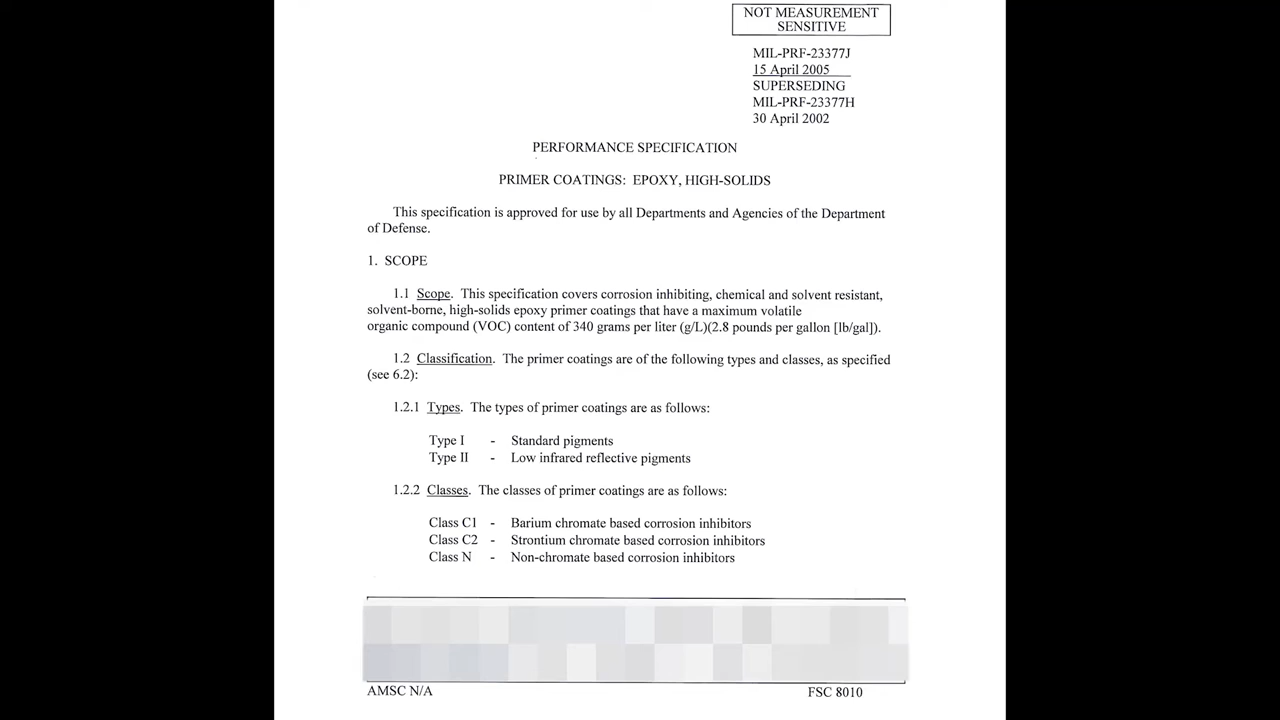 NOT MEASUREMENT
SENSITIVE
MIL-PRF-23377J
15 April 2005
SUPERSEDING
MIL-PRF-23377H
30 April 2002
PERFORMANCE SPECIFICATION
PRIMER COATINGS:  EPOXY, HIGH-SOLIDS
This specification is approved for use by all Departments and Agencies of the Department
of Defense.
1.  SCOPE
1.1  Scope.  This specification covers corrosion inhibiting, chemical and solvent resistant,
solvent-borne, high-solids epoxy primer coatings that have a maximum volatile
organic compound (VOC) content of 340 grams per liter (g/L)(2.8 pounds per gallon [lb/gal]).
1.2  Classification.  The primer coatings are of the following types and classes, as specified
(see 6.2):
1.2.1  Types.  The types of primer coatings are as follows:
Type I - Standard pigments
Type II - Low infrared reflective pigments
1.2.2  Classes.  The classes of primer coatings are as follows:
Class C1 - Barium chromate based corrosion inhibitors
Class C2 - Strontium chromate based corrosion inhibitors
Class N - Non-chromate based corrosion inhibitors
AMSC N/A FSC 8010